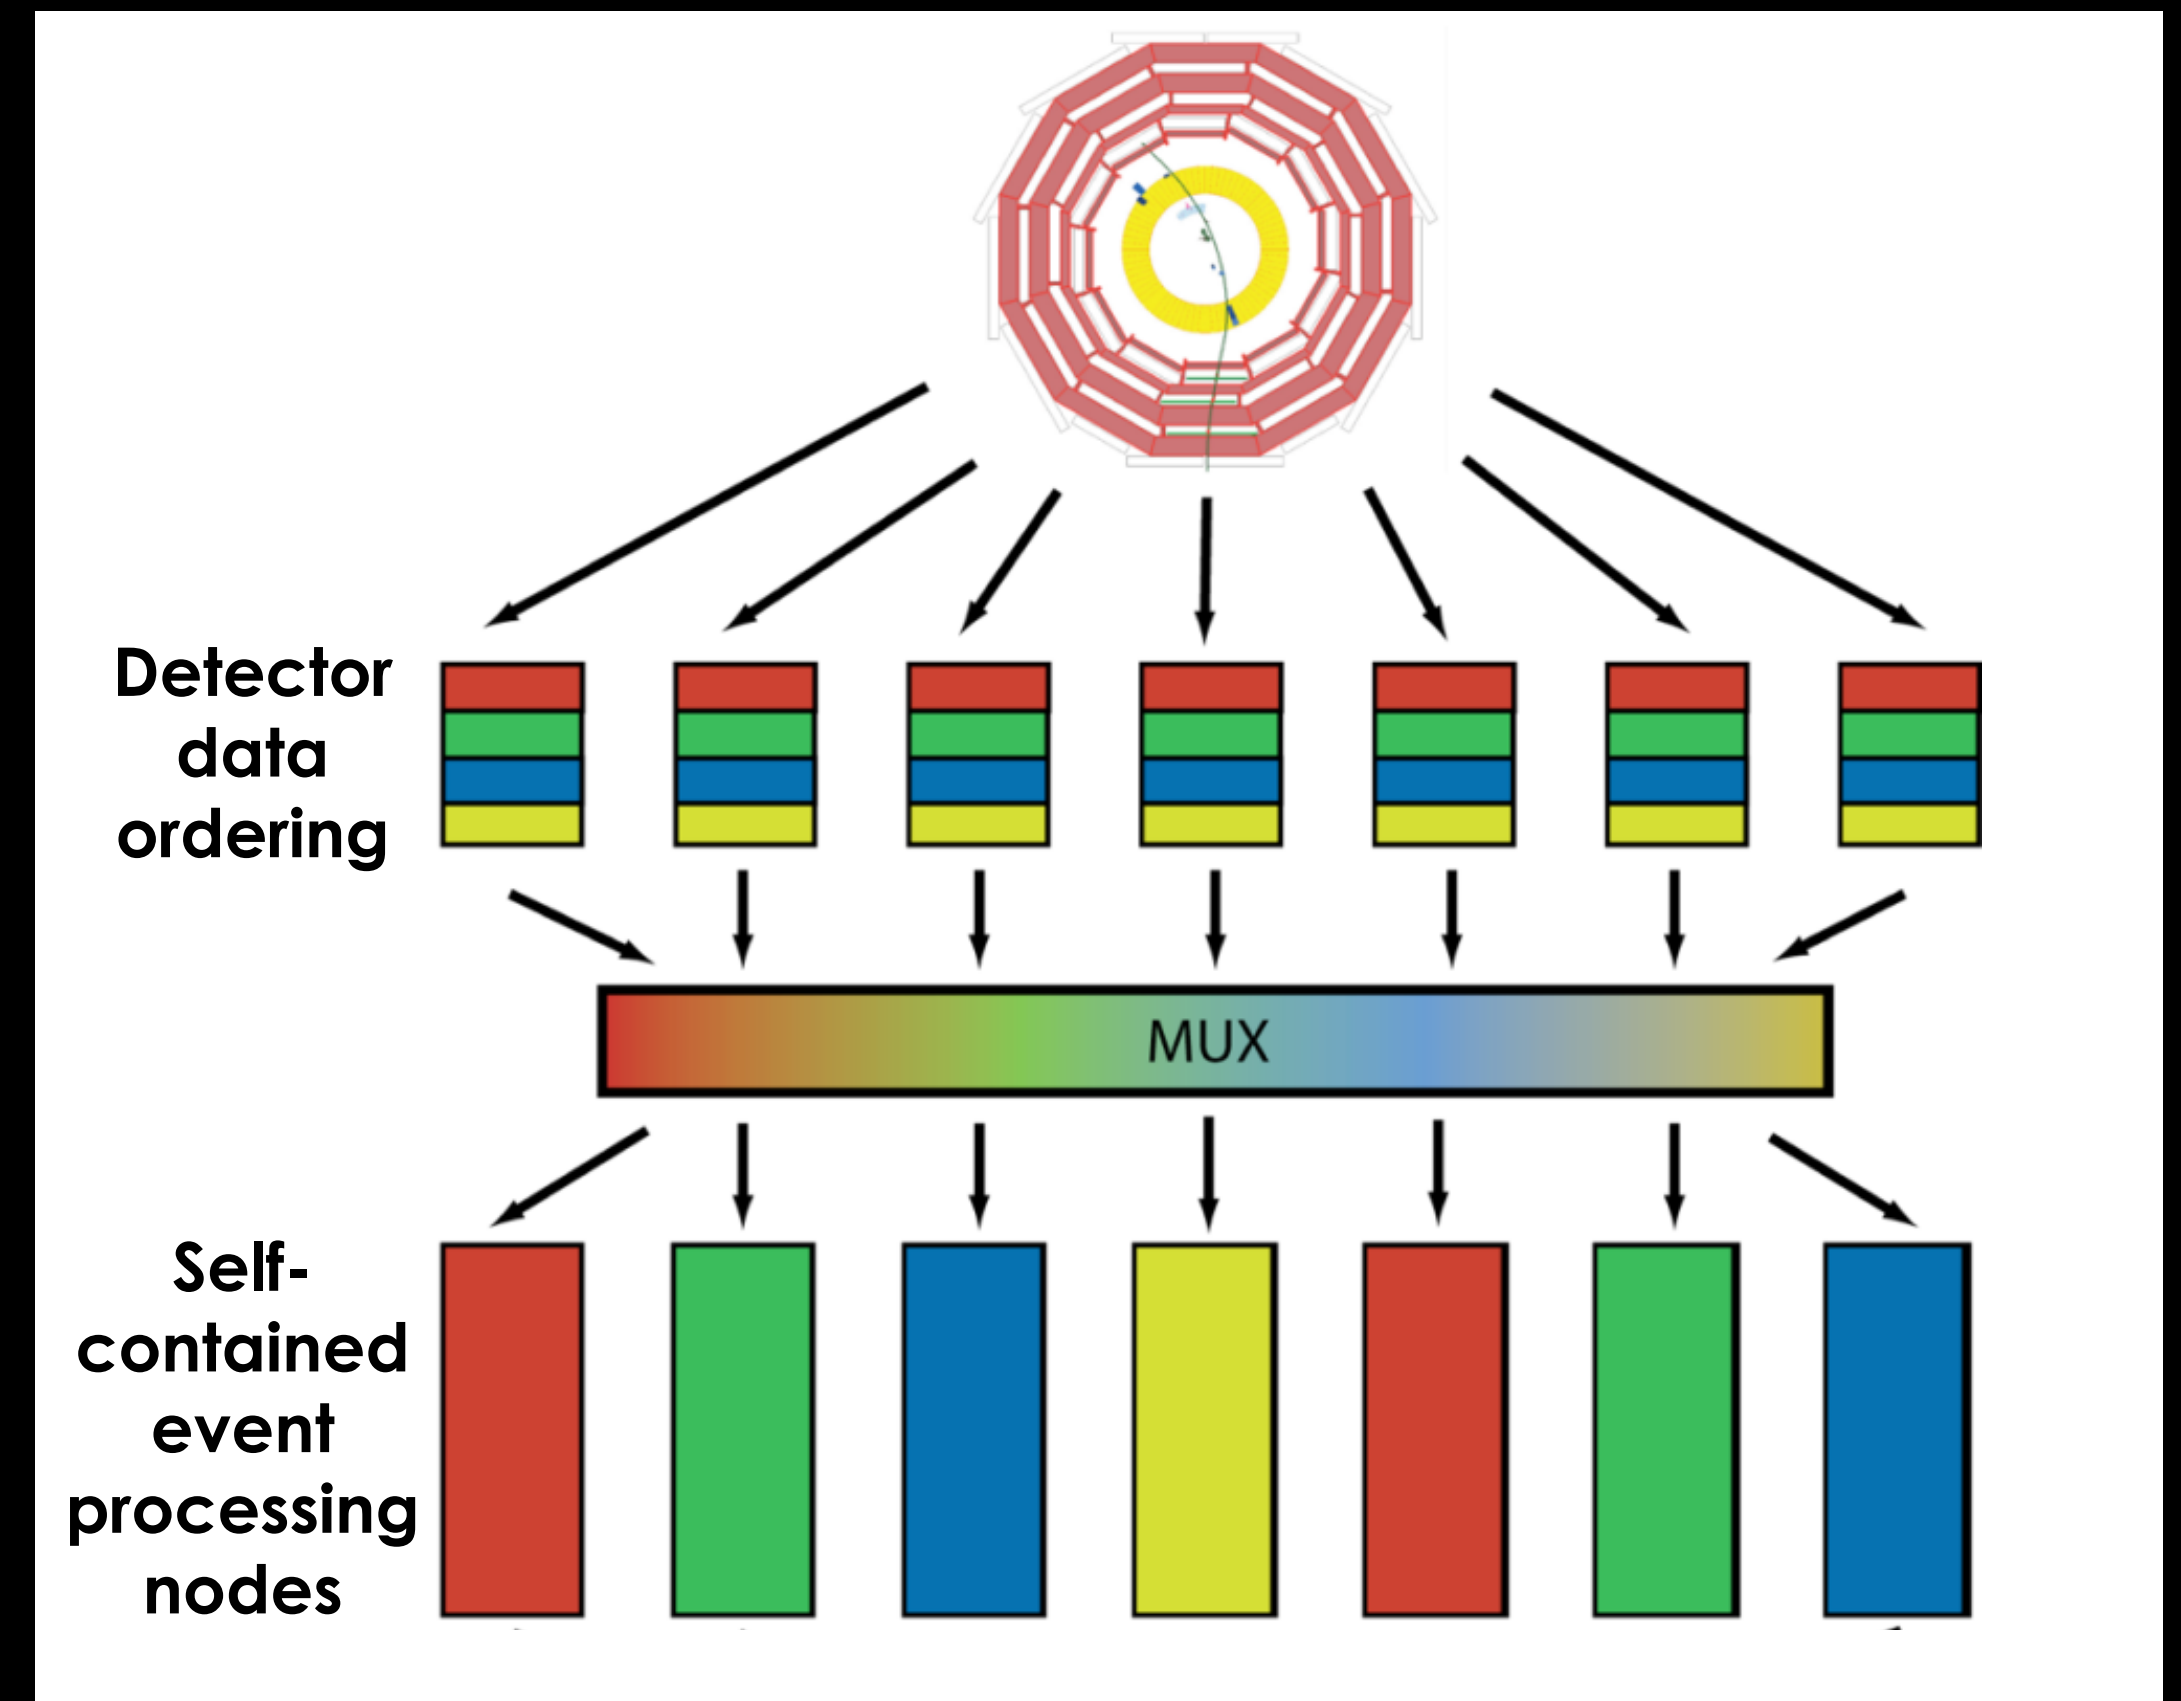 Detector
data
ordering
MUX
Self-
contained
event
processing
nodes